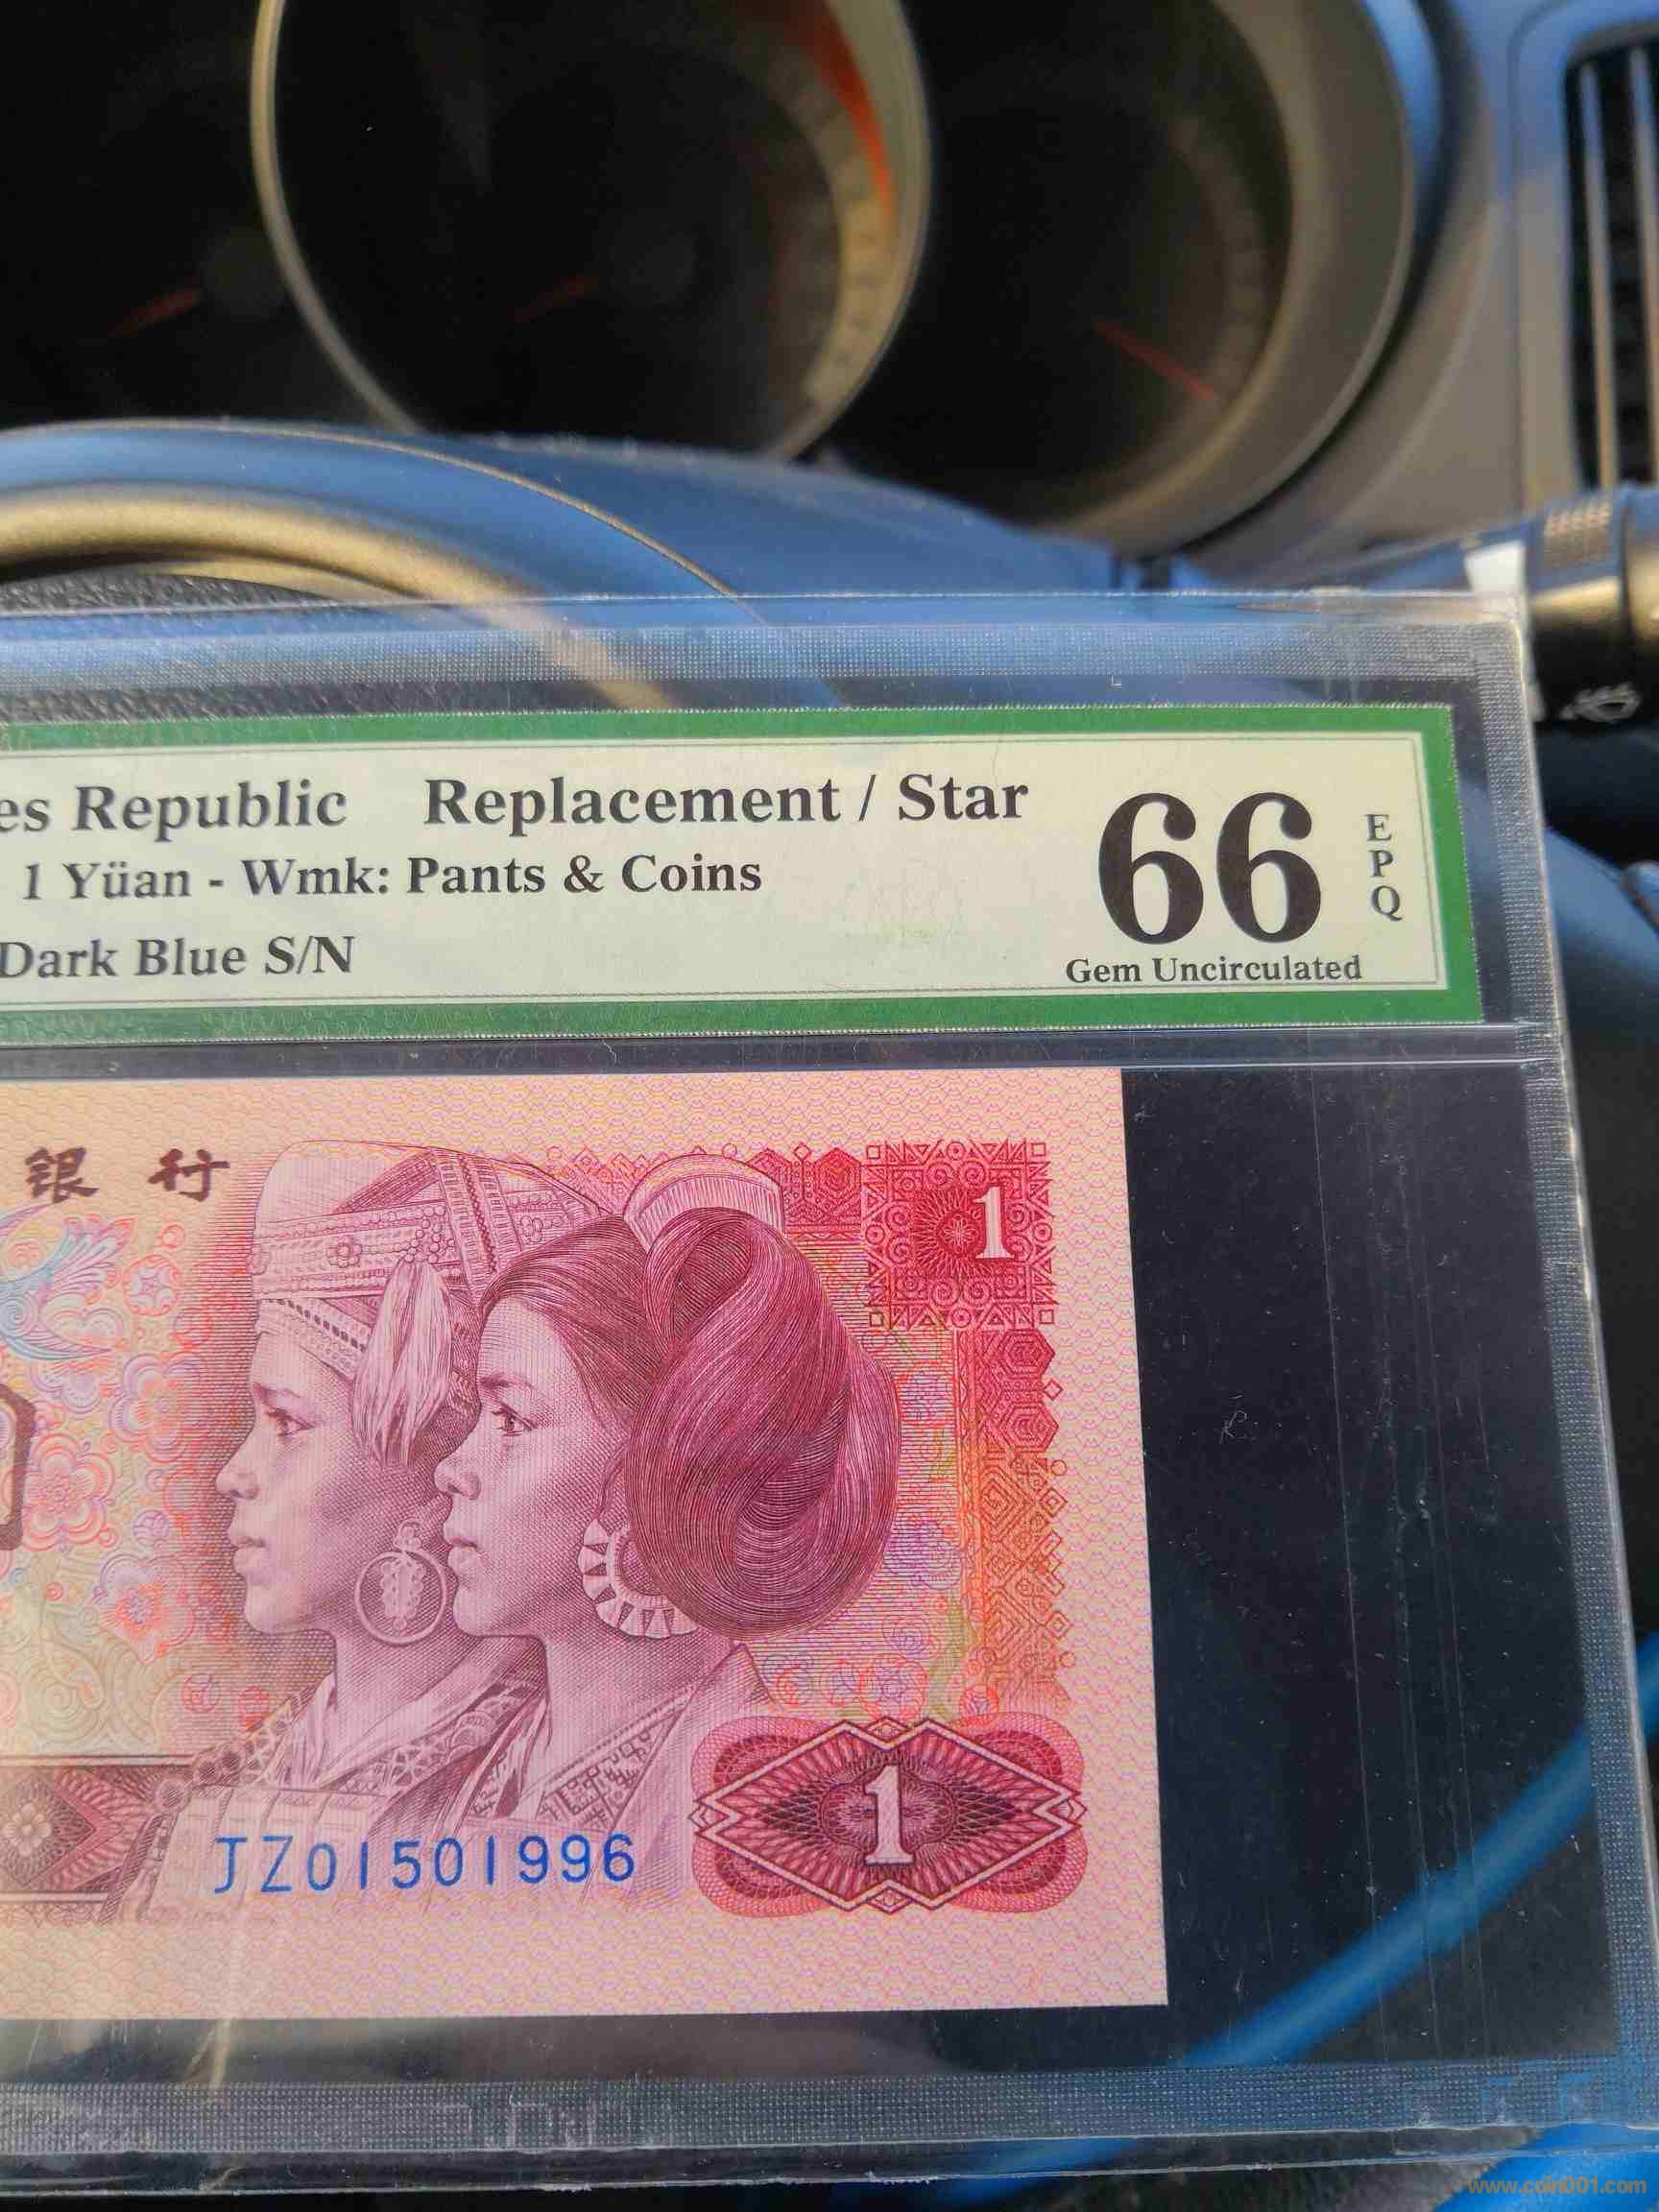 es Republic Replacement / Star
1 Yüan - Wmk: Pants & Coins
Dark Blue S/N
66
E
P
Q
Gem Uncirculated
银行
1
1
JZ01501996
www.coin001.com